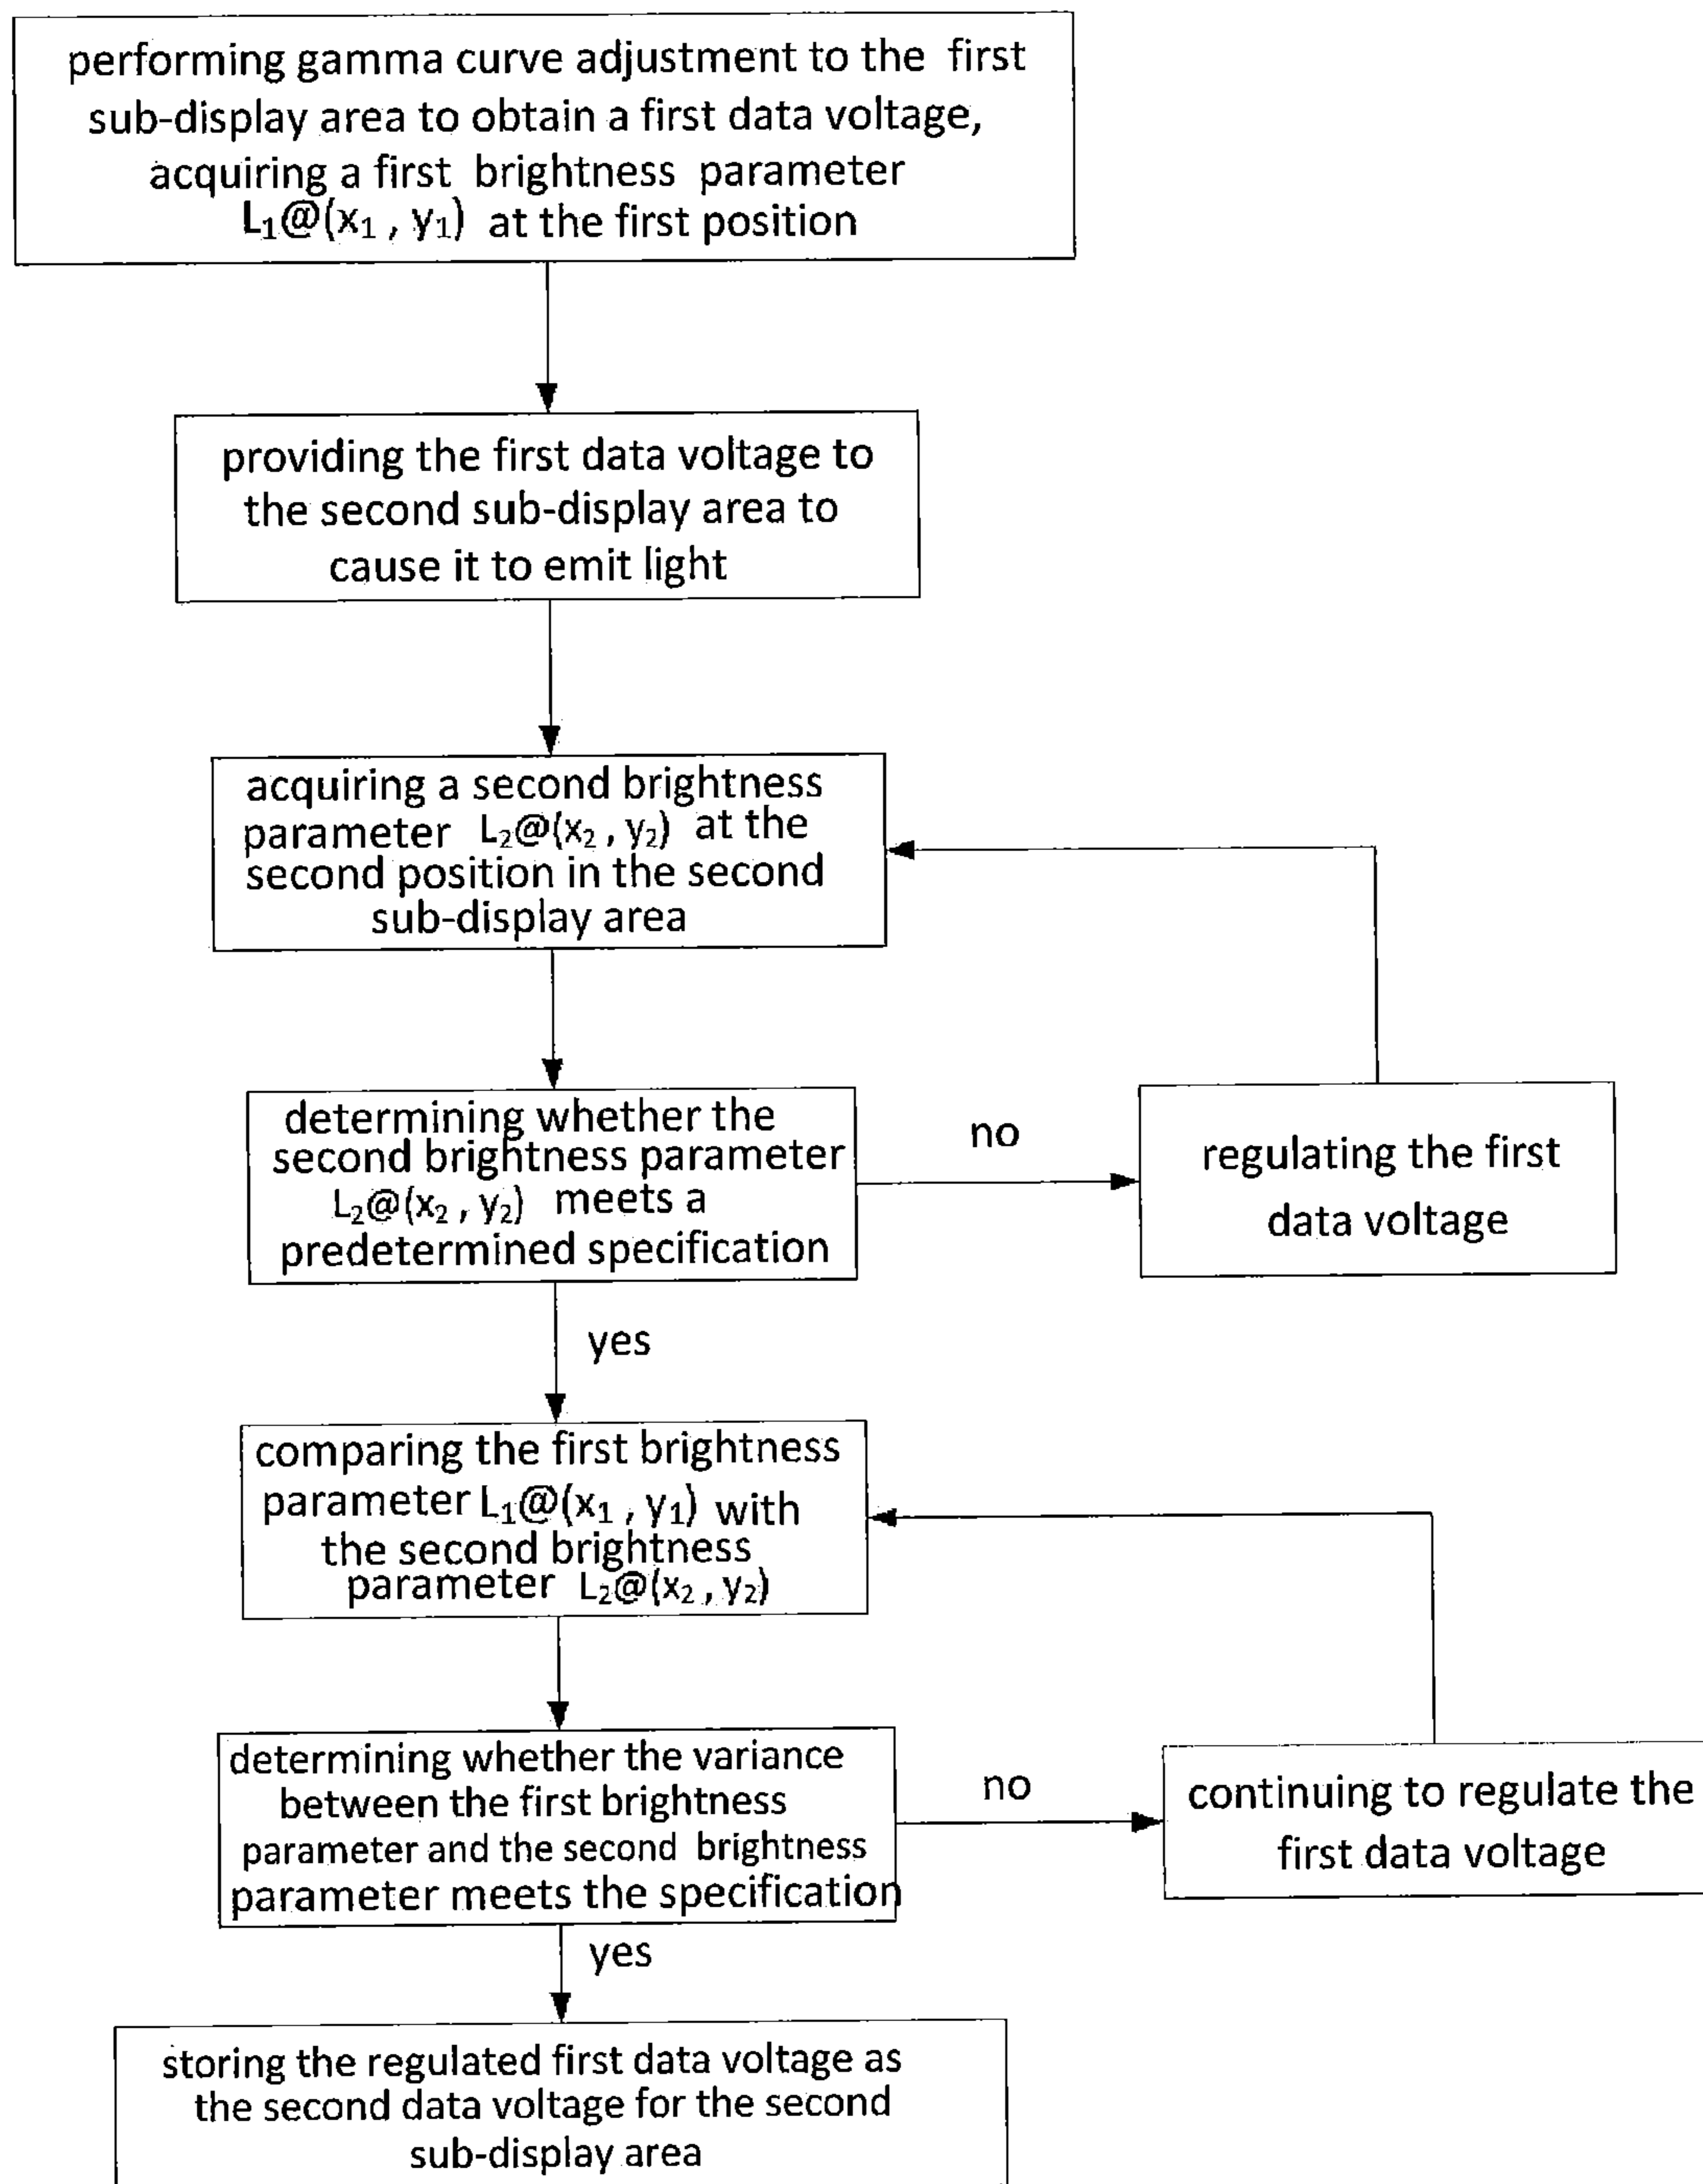 performing gamma curve adjustment to the first
sub-display area to obtain a first data voltage,
acquiring a first brightness parameter
L₁@(x₁ , y₁) at the first position
providing the first data voltage to
the second sub-display area to
cause it to emit light
acquiring a second brightness
parameter L₂@(x₂ , y₂) at the
second position in the second
sub-display area
determining whether the
second brightness parameter
L₂@(x₂ , y₂) meets a
predetermined specification
no
regulating the first
data voltage
yes
comparing the first brightness
parameter L₁@(x₁ , y₁) with
the second brightness
parameter L₂@(x₂ , y₂)
determining whether the variance
between the first brightness
parameter and the second brightness
parameter meets the specification
no
continuing to regulate the
first data voltage
yes
storing the regulated first data voltage as
the second data voltage for the second
sub-display area